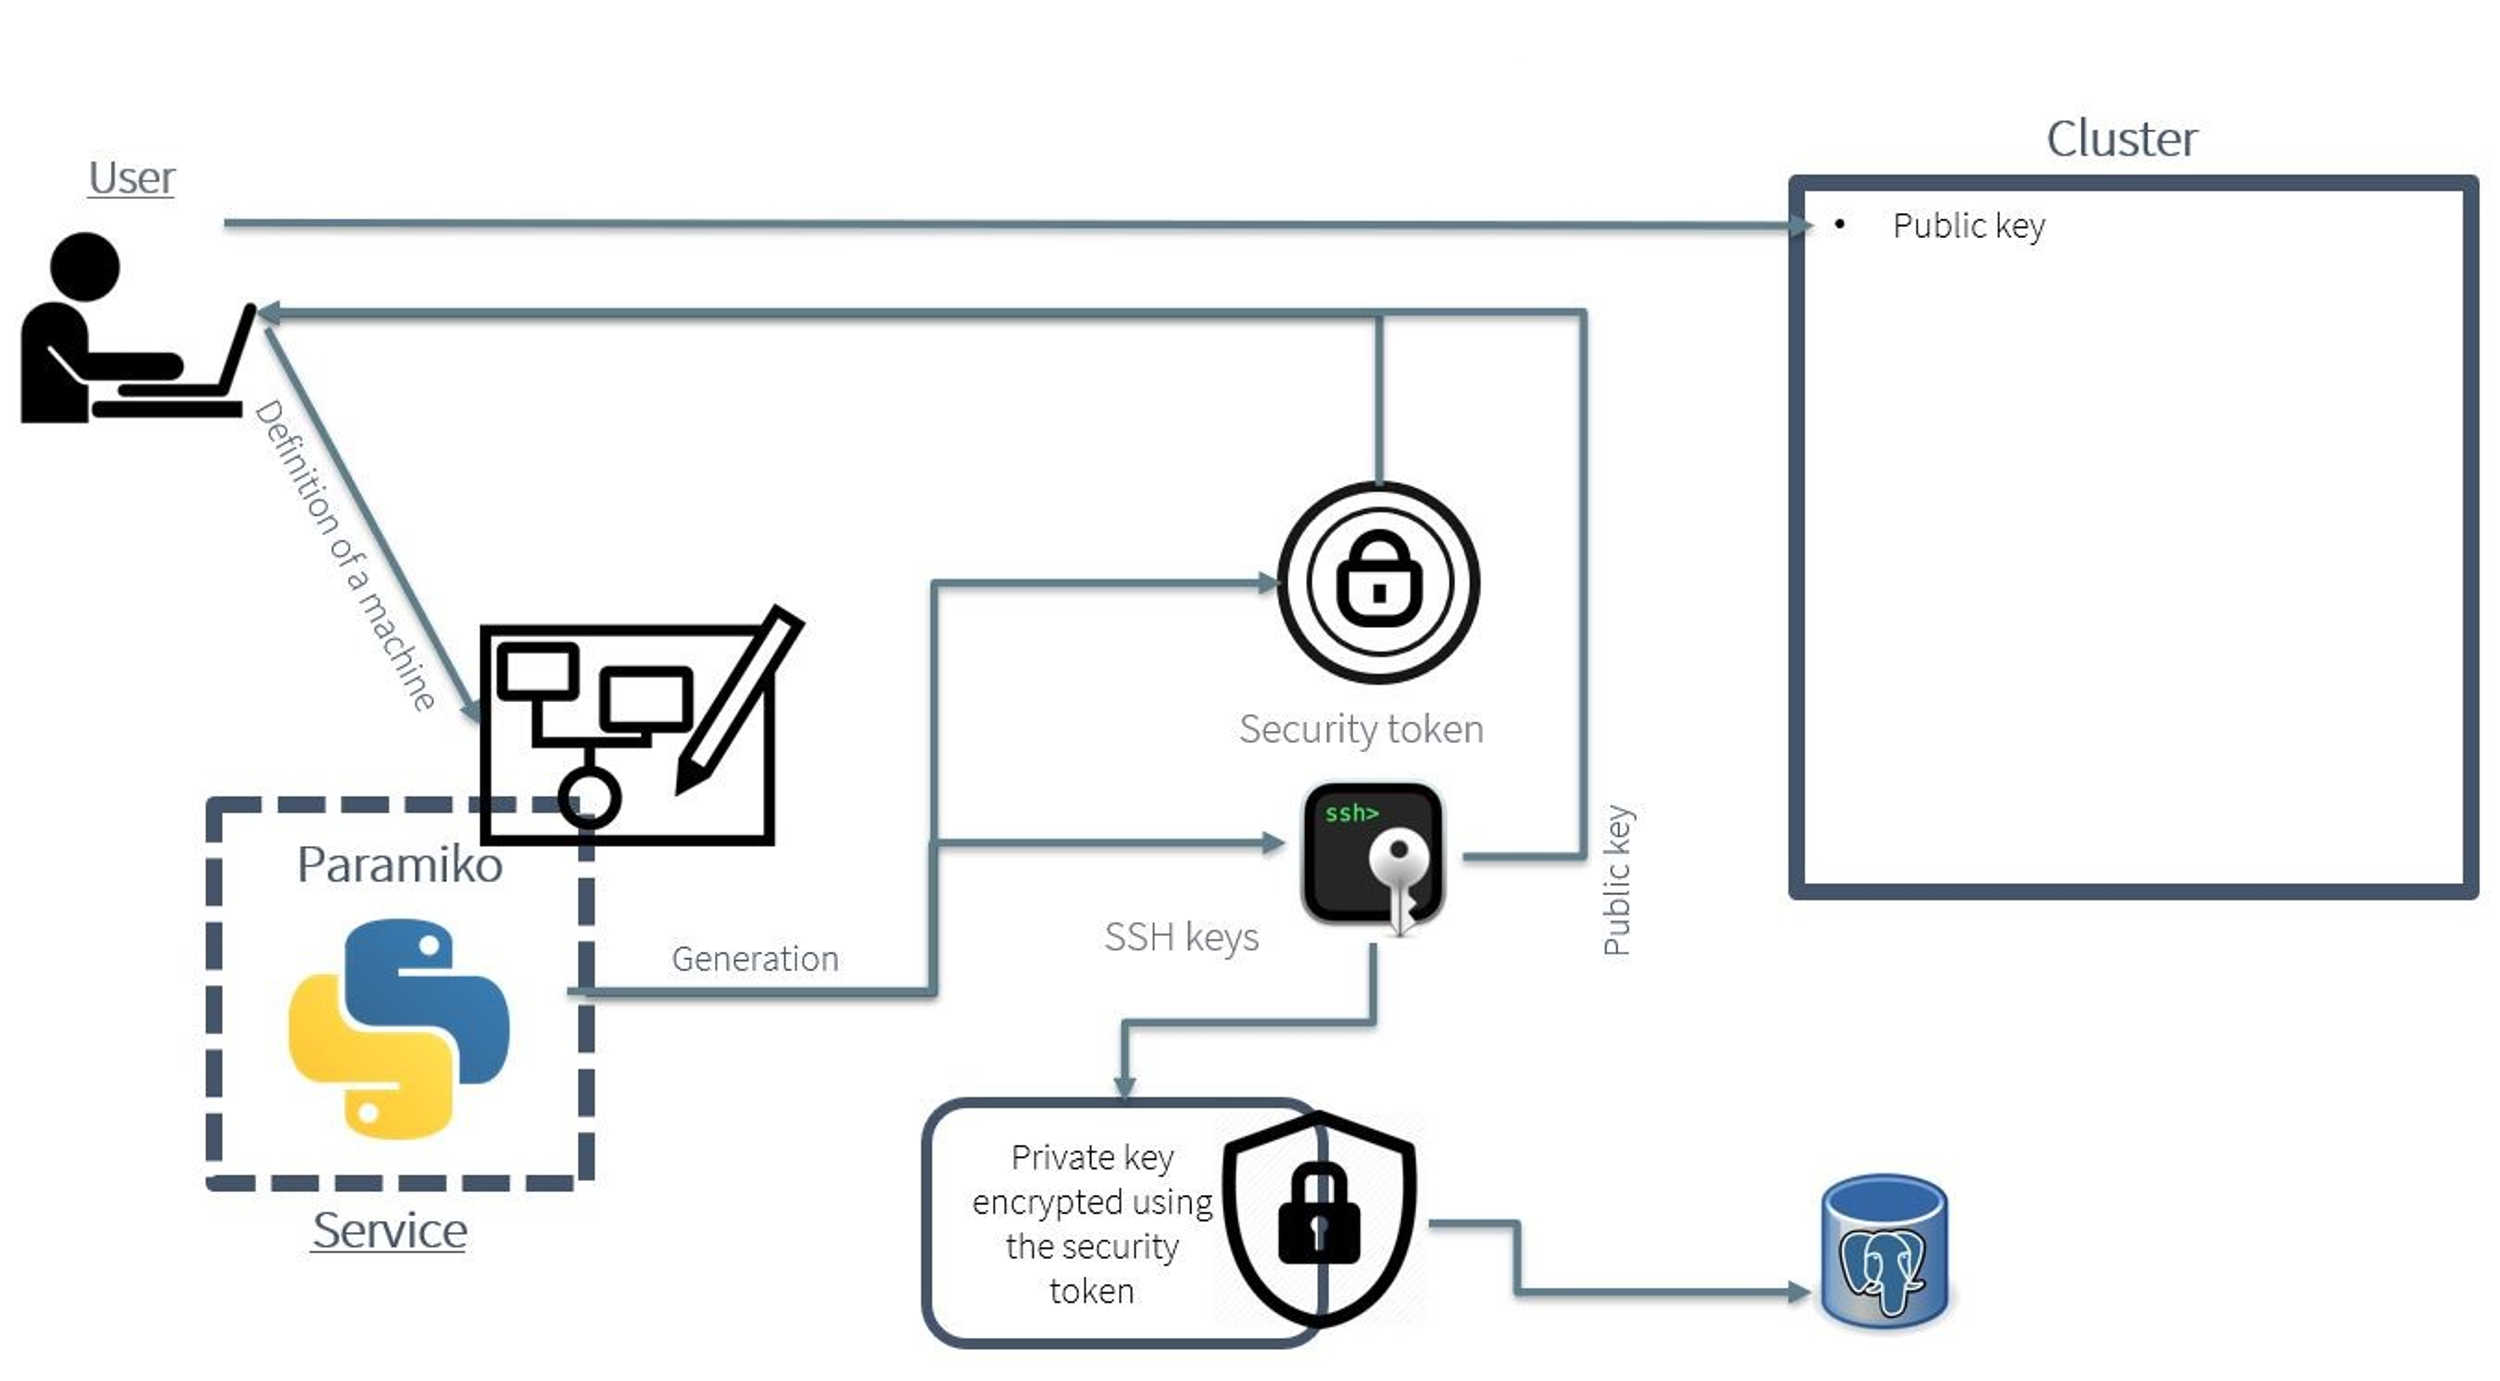 Cluster
User
• Public key
Definition of a machine
Security token
ssh>
Public key
Paramiko
SSH keys
Generation
Private key
encrypted using
the security
token
Service